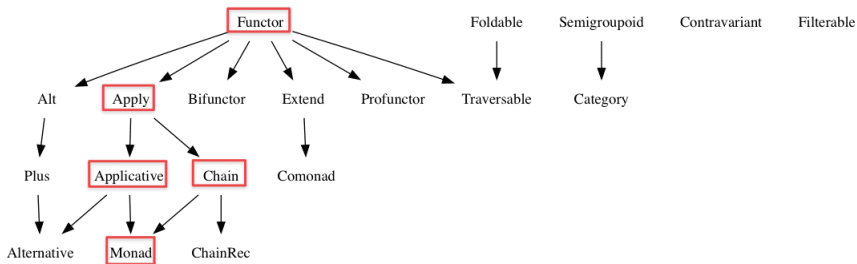 Functor Foldable Semigroupoid Contravariant Filterable
Alt Apply Bifunctor Extend Profunctor Traversable Category
Plus Applicative Chain Comonad
Alternative Monad ChainRec